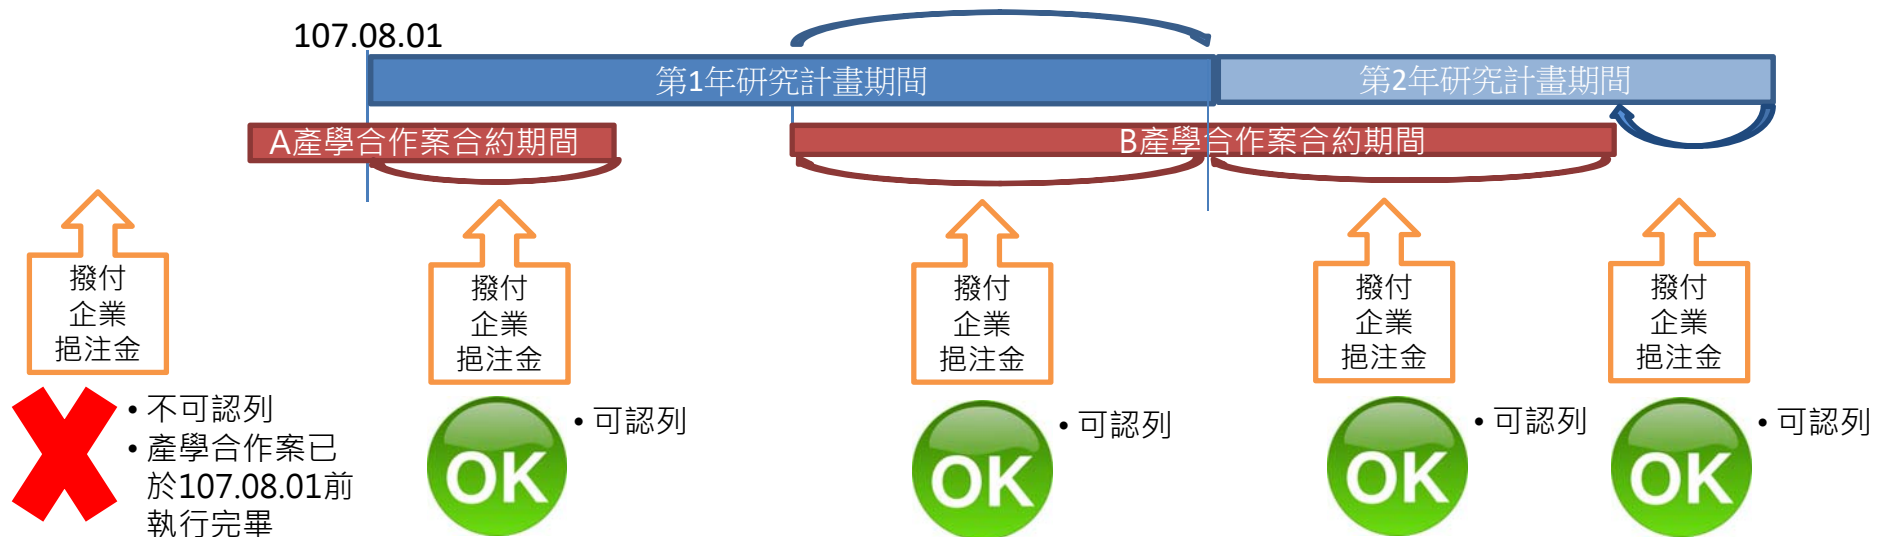 107.08.01
第1年研究計畫期間
第2年研究計畫期間
A產學合作案合約期間
B產學合作案合約期間
撥付
企業
挹注金
撥付
企業
挹注金
撥付
企業
挹注金
撥付
企業
挹注金
撥付
企業
挹注金
• 不可認列
• 產學合作案已
於107.08.01前
執行完畢
OK
• 可認列
OK
• 可認列
OK
• 可認列
OK
• 可認列